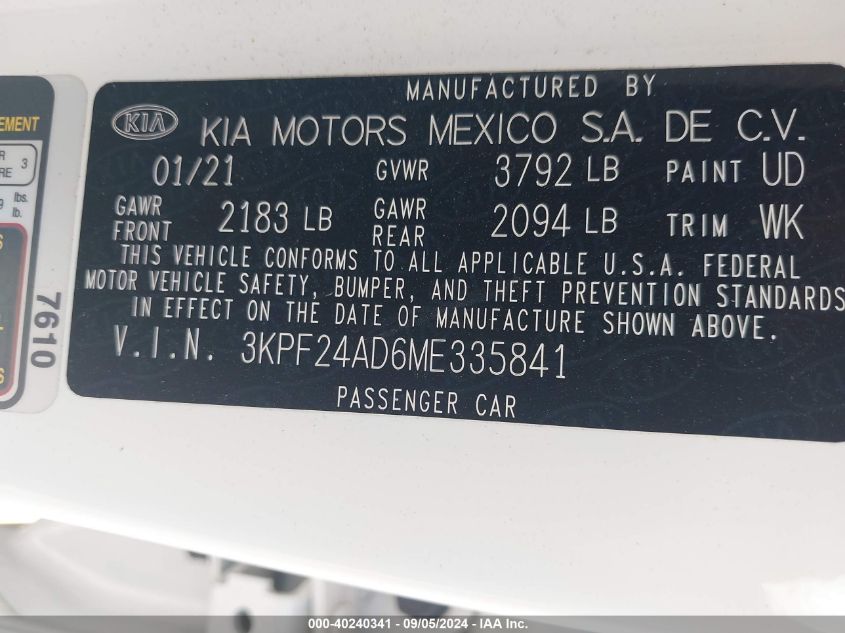 MANUFACTURED BY
KIA KIA MOTORS MEXICO S.A. DE C.V.
01/21 GVWR 3792 LB PAINT UD
GAWR FRONT 2183 LB GAWR REAR 2094 LB TRIM WK
THIS VEHICLE CONFORMS TO ALL APPLICABLE U.S.A. FEDERAL
MOTOR VEHICLE SAFETY, BUMPER, AND THEFT PREVENTION STANDARDS
IN EFFECT ON THE DATE OF MANUFACTURE SHOWN ABOVE.
V.I.N. 3KPF24AD6ME335841
PASSENGER CAR
3
lbs.
lb.
7610
000-40240341 - 09/05/2024 - IAA Inc.